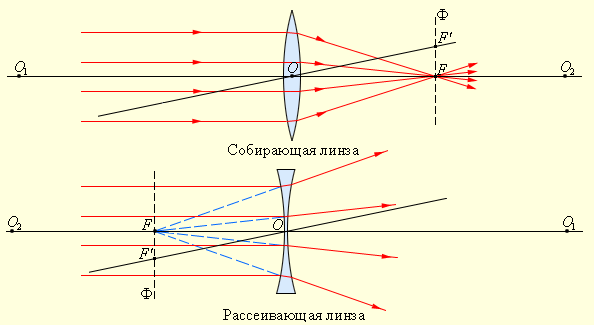 Ф
F'
O₁ O F O₂
Собирающая линза
O₂ F O O₁
F'
Ф
Рассеивающая линза